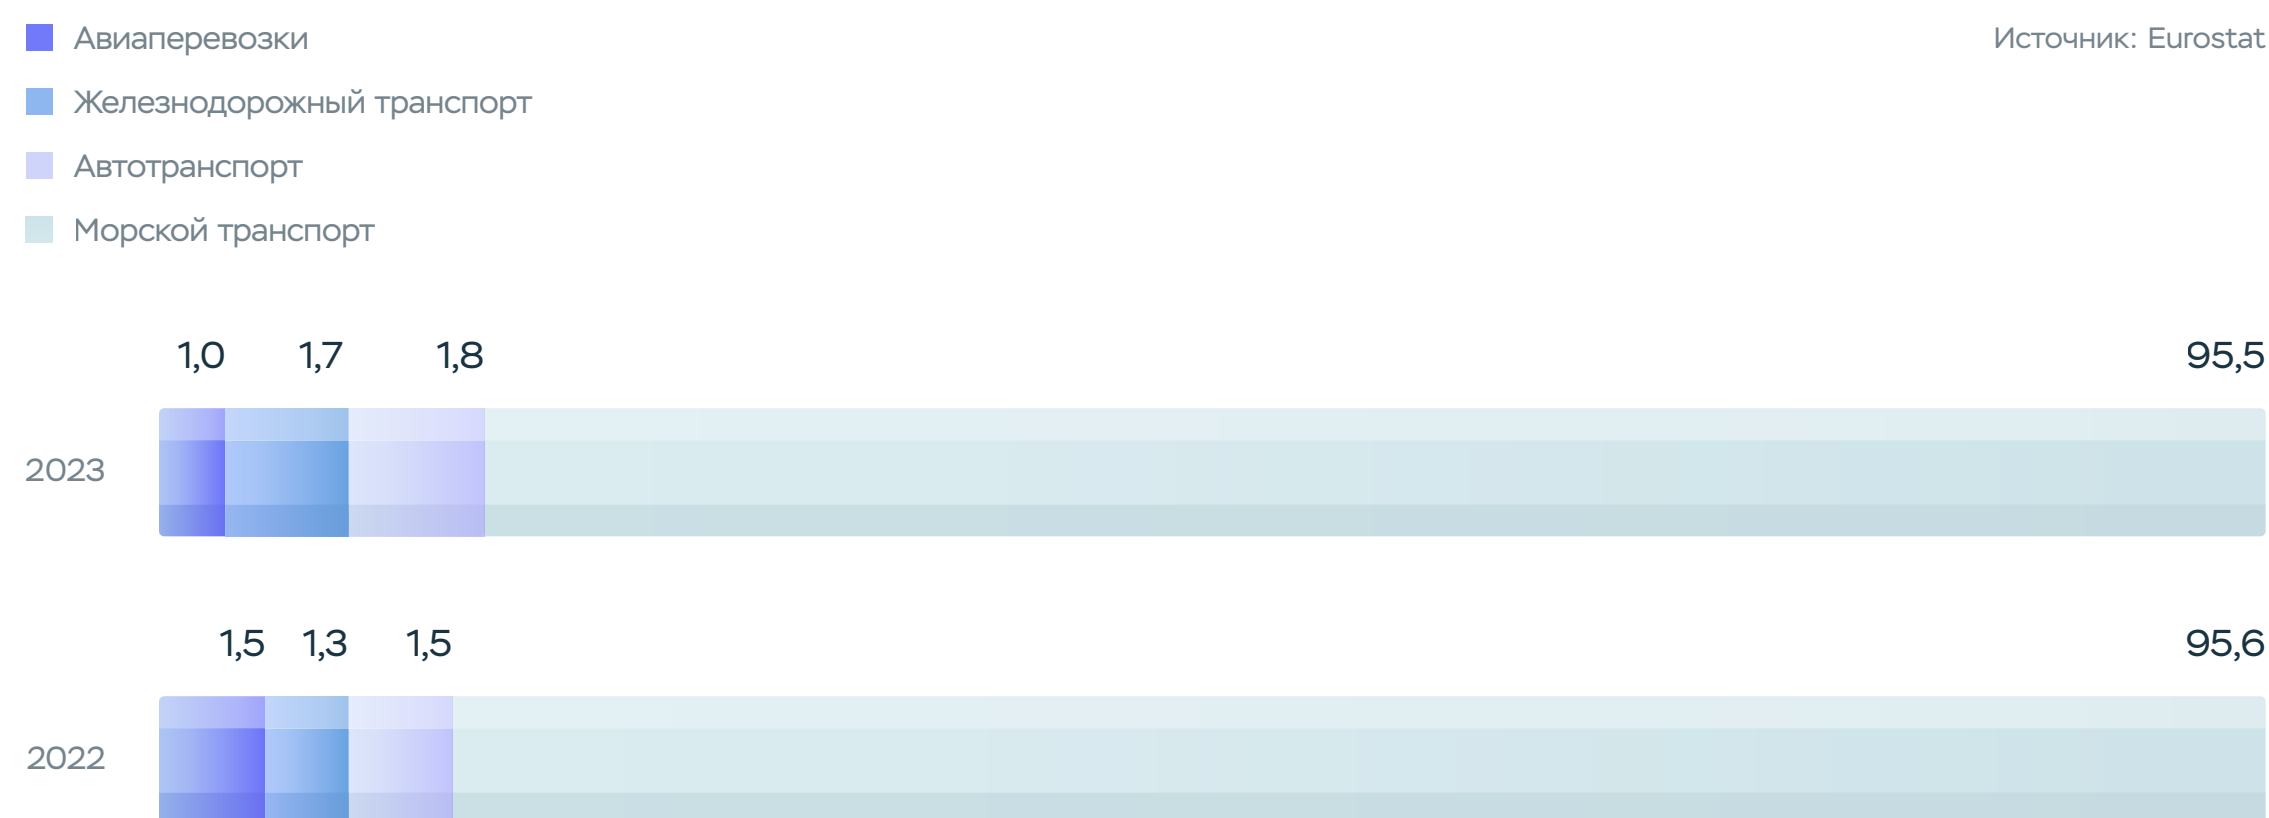 Авиаперевозки
Источник: Eurostat
Железнодорожный транспорт
Автотранспорт
Морской транспорт
1,0 1,7 1,8 95,5
2023
1,5 1,3 1,5 95,6
2022